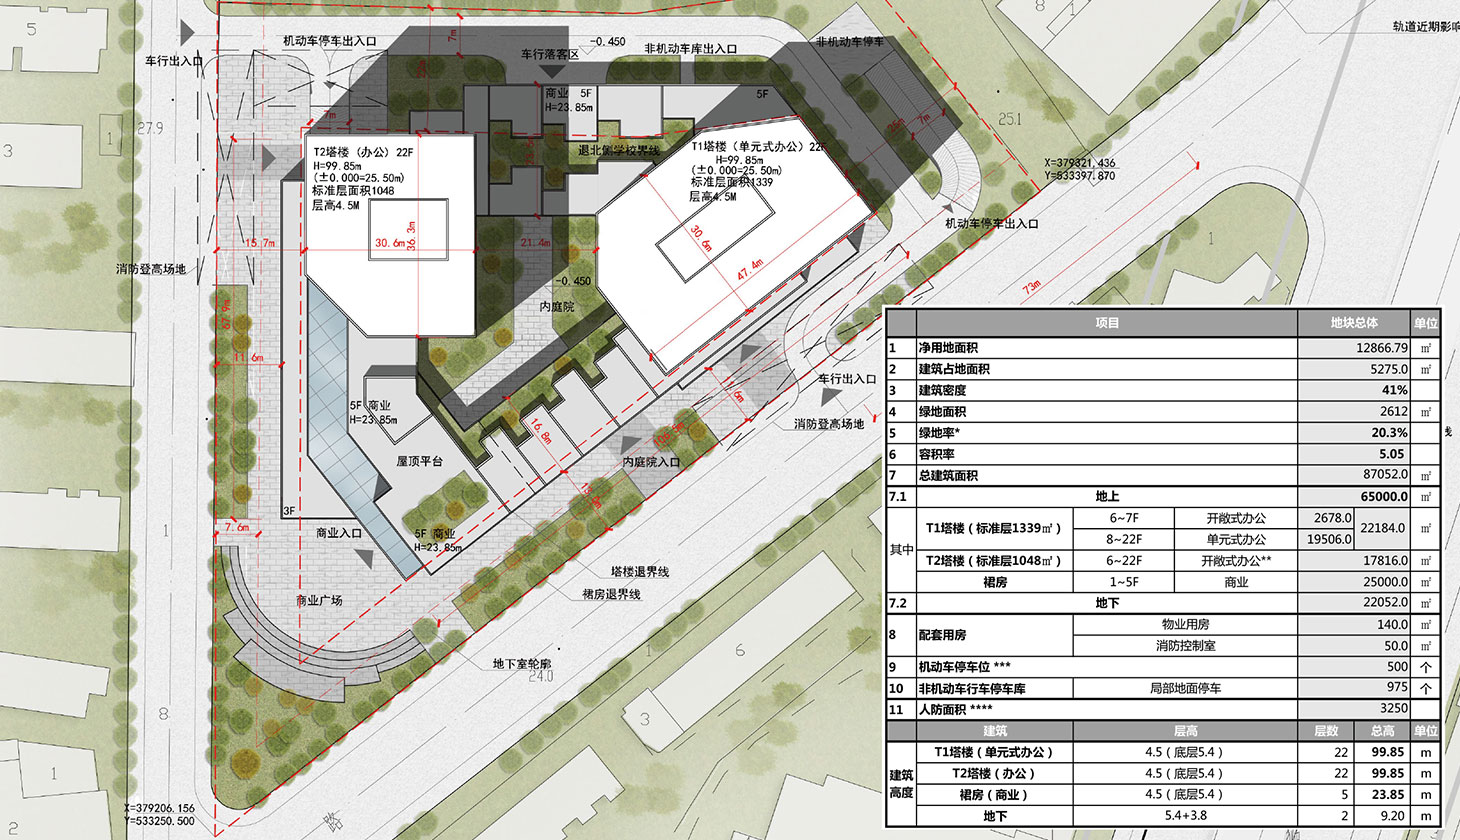 5
车行出入口
机动车停车出入口
7m
车行落客区
-0.450
非机动车库出入口
非机动车停车
8
1
轨道近期影响
27.9
1
3
7m
商业 5F
H=23.85m
5F
T2塔楼（办公）22F
H=99.85m
(±0.000=25.50m)
标准层面积1048
层高4.5M
退北侧学校界线
T1塔楼（单元式办公）22F
H=99.85m
(±0.000=25.50m)
标准层面积1339
层高4.5M
7m
25.1
X=379321.436
Y=533397.870
机动车停车出入口
15.7m
30.6m
36.3m
21.4m
30.6m
47.4m
73m
1
消防登高场地
67.9m
-0.450
内庭院
11.6m
5F 商业
H=23.85m
16.8m
6m
车行出入口
消防登高场地
屋顶平台
内庭院入口
13.9m
3F
7.6m
商业入口
5F 商业
H=23.85m
商业广场
塔楼退界线
裙房退界线
地下室轮廓
24.0
1
8
1
2
1
6
3
X=379206.156
Y=533250.500
路
项目 地块总体 单位
1 净用地面积 12866.79 ㎡
2 建筑占地面积 5275.0 ㎡
3 建筑密度 41%
4 绿地面积 2612 ㎡
5 绿地率* 20.3%
6 容积率 5.05
7 总建筑面积 87052.0 ㎡
7.1 地上 65000.0 ㎡
其中 T1塔楼（标准层1339㎡） 6~7F 开敞式办公 2678.0 22184.0 ㎡
8~22F 单元式办公 19506.0
T2塔楼（标准层1048㎡） 6~22F 开敞式办公** 17816.0 ㎡
裙房 1~5F 商业 25000.0 ㎡
7.2 地下 22052.0 ㎡
8 配套用房 物业用房 140.0 ㎡
消防控制室 50.0 ㎡
9 机动车停车位 *** 500 个
10 非机动车行车停车库 局部地面停车 975 个
11 人防面积 **** 3250
建筑 层高 层数 总高 单位
建筑高度 T1塔楼（单元式办公） 4.5（底层5.4） 22 99.85 m
T2塔楼（办公） 4.5（底层5.4） 22 99.85 m
裙房（商业） 4.5（底层5.4） 5 23.85 m
地下 5.4+3.8 2 9.20 m